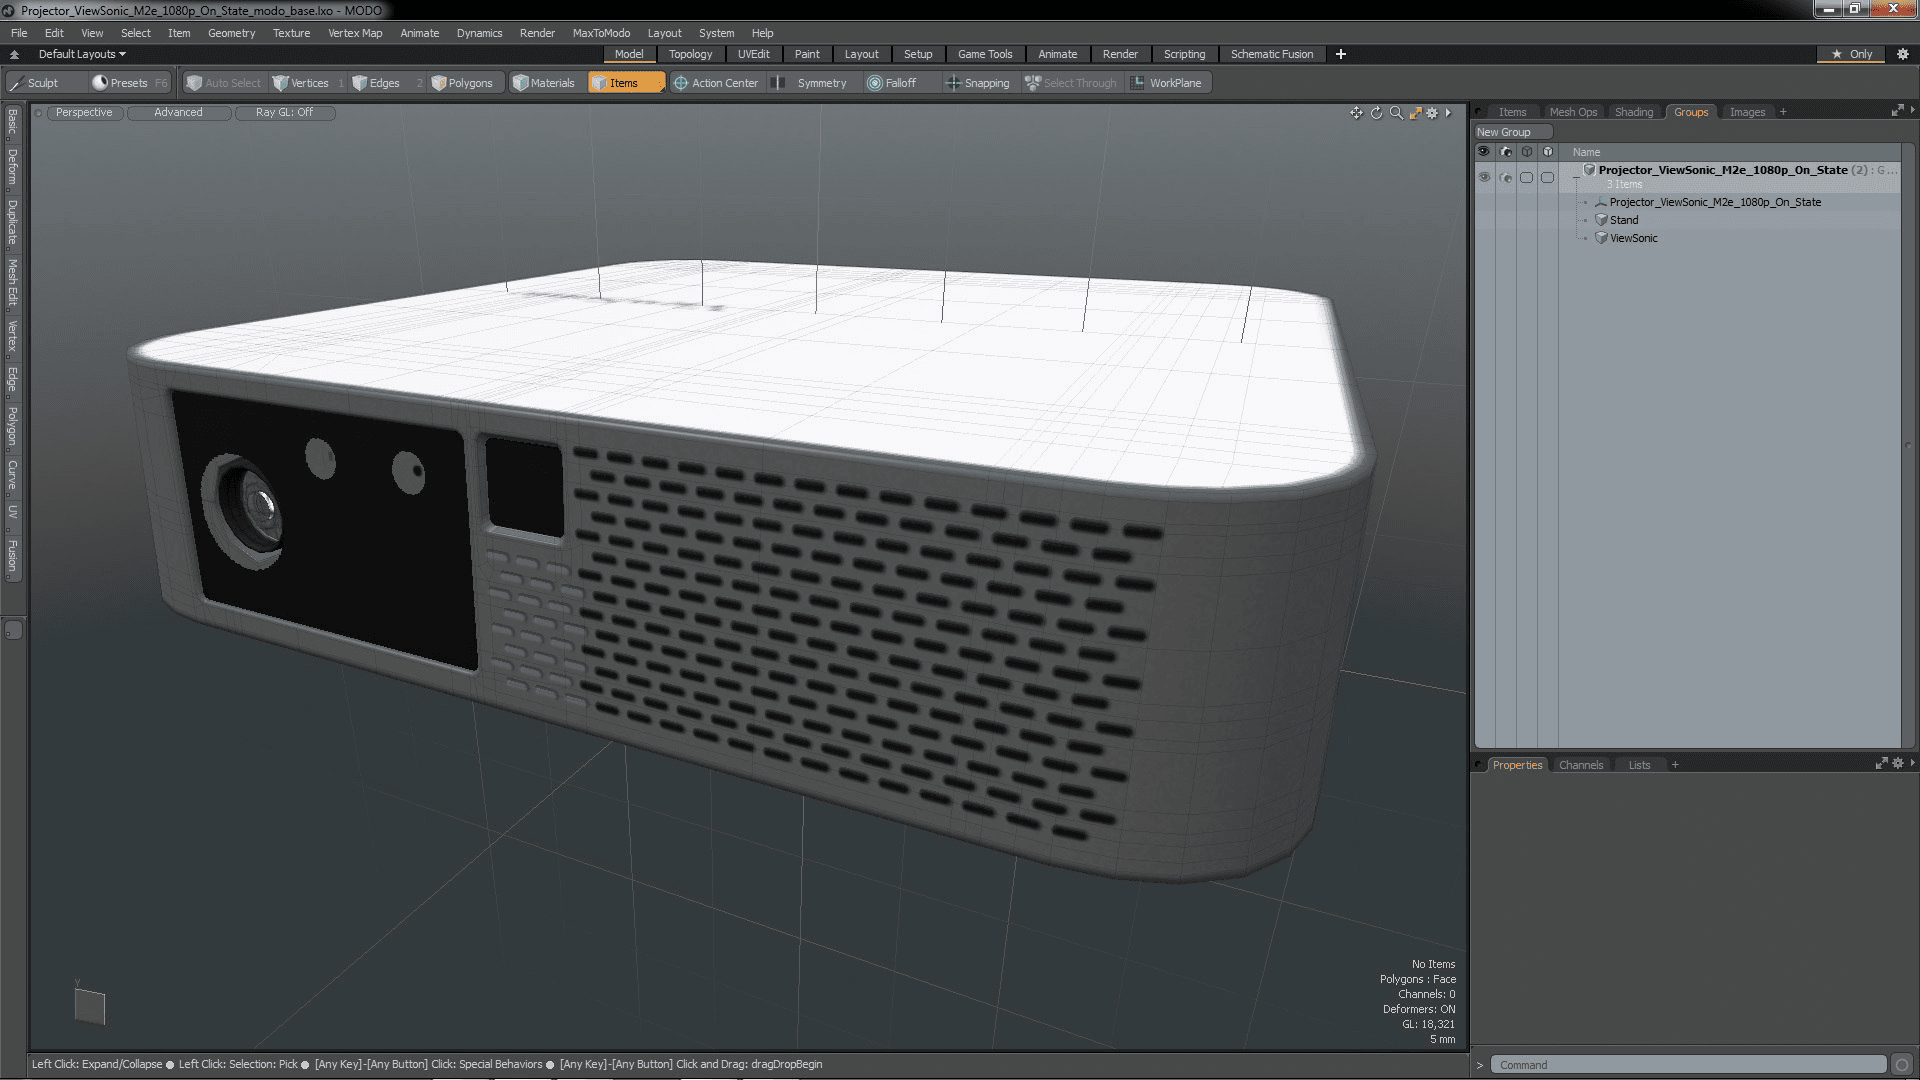 Projector_ViewSonic_M2e_1080p_On_State_modo_base.lxo - MODO
File Edit View Select Item Geometry Texture Vertex Map Animate Dynamics Render MaxToModo Layout System Help
Default Layouts
Model Topology UVEdit Paint Layout Setup Game Tools Animate Render Scripting Schematic Fusion
Only
Sculpt Presets F6 Auto Select Vertices 1 Edges 2 Polygons Materials Items Action Center Symmetry Falloff Snapping Select Through WorkPlane
Perspective Advanced Ray GL: Off
Basic
Deform
Duplicate
Mesh Edit
Vertex
Edge
Polygon
Curve
UV
Fusion
Items Mesh Ops Shading Groups Images
New Group
Name
Projector_ViewSonic_M2e_1080p_On_State (2) : G ...
3 Items
Projector_ViewSonic_M2e_1080p_On_State
Stand
ViewSonic
Properties Channels Lists
Y
No Items
Polygons : Face
Channels: 0
Deformers: ON
GL: 18,321
5 mm
Left Click: Expand/Collapse ● Left Click: Selection: Pick ● [Any Key]-[Any Button] Click: Special Behaviors ● [Any Key]-[Any Button] Click and Drag: dragDropBegin
> Command